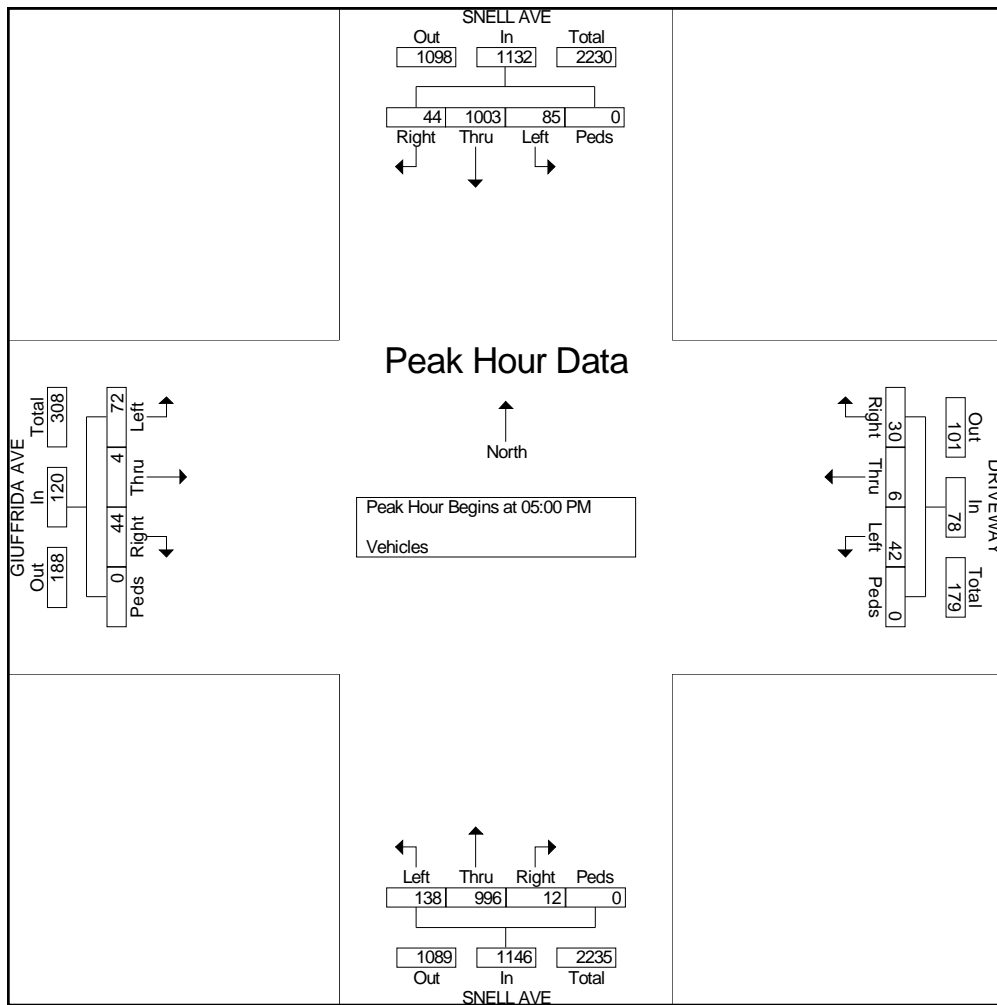 SNELL AVE
Out In Total
1098 1132 2230
44 1003 85 0
Right Thru Left Peds
Peak Hour Data
North
Peak Hour Begins at 05:00 PM
Vehicles
GIUFFRIDA AVE
Out In Total
188 120 308
72 4 44 0
Left Thru Right Peds
DRIVEWAY
Out In Total
101 78 179
30 6 42 0
Right Thru Left Peds
Left Thru Right Peds
138 996 12 0
1089 1146 2235
Out In Total
SNELL AVE